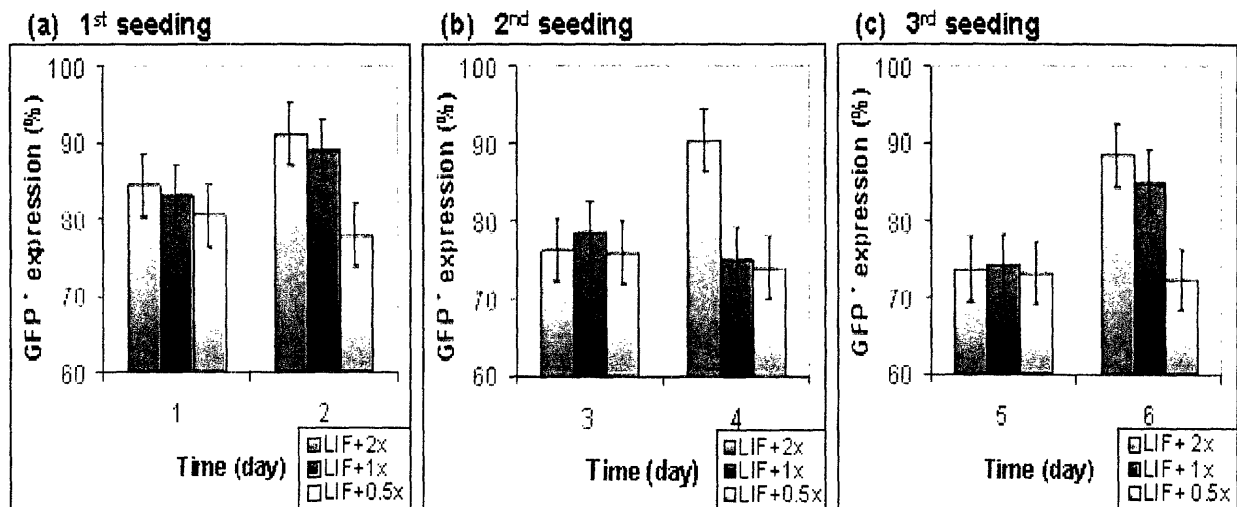 (a) 1st seeding
GFP+ expression (%)
100
90
80
70
60
1 2
Time (day)
LIF+2x
LIF+1x
LIF+0.5x
(b) 2nd seeding
GFP+ expression (%)
100
90
80
70
60
3 4
Time (day)
LIF+2x
LIF+1x
LIF+0.5x
(c) 3rd seeding
GFP+ expression (%)
100
90
80
70
60
5 6
Time (day)
LIF+ 2x
LIF+ 1x
LIF+ 0.5x